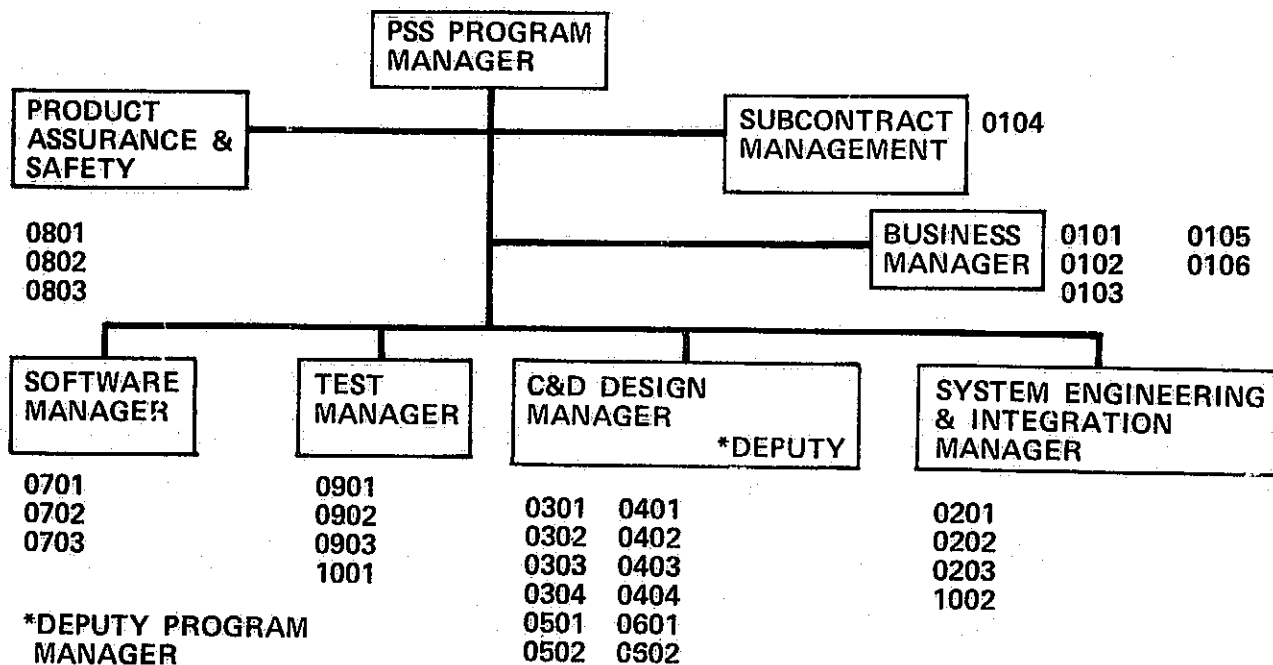 PSS PROGRAM
MANAGER
PRODUCT
ASSURANCE &
SAFETY
0801
0802
0803
SUBCONTRACT
MANAGEMENT
0104
BUSINESS
MANAGER
0101 0105
0102 0106
0103
SOFTWARE
MANAGER
0701
0702
0703
TEST
MANAGER
0901
0902
0903
1001
C&D DESIGN
MANAGER
*DEPUTY
0301 0401
0302 0402
0303 0403
0304 0404
0501 0601
0502 0602
SYSTEM ENGINEERING
& INTEGRATION
MANAGER
0201
0202
0203
1002
*DEPUTY PROGRAM
MANAGER